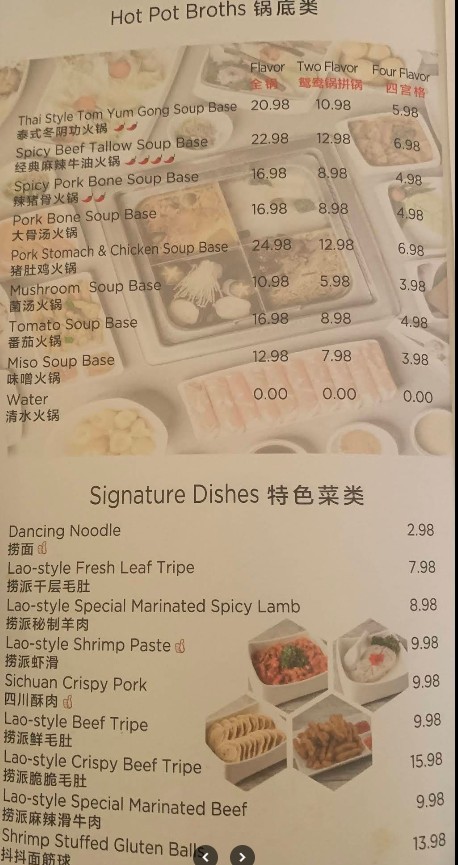 Hot Pot Broths 锅底类
Flavor Two Flavor Four Flavor
全锅 鸳鸯锅拼锅 四宫格
Thai Style Tom Yum Gong Soup Base 20.98 10.98 5.98
泰式冬阴功火锅
Spicy Beef Tallow Soup Base 22.98 12.98 6.98
经典麻辣牛油火锅
Spicy Pork Bone Soup Base 16.98 8.98 4.98
辣猪骨火锅
Pork Bone Soup Base 16.98 8.98 4.98
大骨汤火锅
Pork Stomach & Chicken Soup Base 24.98 12.98 6.98
猪肚鸡火锅
Mushroom Soup Base 10.98 5.98 3.98
菌汤火锅
Tomato Soup Base 16.98 8.98 4.98
番茄火锅
Miso Soup Base 12.98 7.98 3.98
味噌火锅
Water 0.00 0.00 0.00
清水火锅
Signature Dishes 特色菜类
Dancing Noodle 2.98
捞面
Lao-style Fresh Leaf Tripe 7.98
捞派千层毛肚
Lao-style Special Marinated Spicy Lamb 8.98
捞派秘制羊肉
Lao-style Shrimp Paste 9.98
捞派虾滑
Sichuan Crispy Pork 9.98
四川酥肉
Lao-style Beef Tripe 9.98
捞派鲜毛肚
Lao-style Crispy Beef Tripe 15.98
捞派脆脆毛肚
Lao-style Special Marinated Beef 9.98
捞派麻辣滑牛肉
Shrimp Stuffed Gluten Balls 13.98
抖抖面筋球